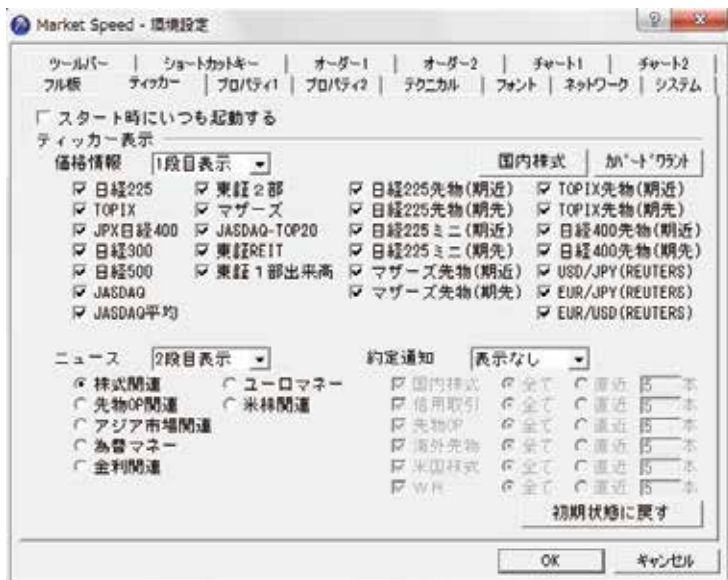 Market Speed - 環境設定
ツールバー ショートカットキー オーダー1 オーダー2 チャート1 チャート2
フル板 ティッカー プロパティ1 プロパティ2 テクニカル フォント ネットワーク システム
スタート時にいつも起動する
ティッカー表示
価格情報 1段目表示 国内株式 カバードワラント
日経225 東証2部 日経225先物(期近) TOPIX先物(期近)
TOPIX マザーズ 日経225先物(期先) TOPIX先物(期先)
JPX日経400 JASDAQ-TOP20 日経225ミニ(期近) 日経400先物(期近)
日経300 東証REIT 日経225ミニ(期先) 日経400先物(期先)
日経500 東証1部出来高 マザーズ先物(期近) USD/JPY(REUTERS)
JASDAQ マザーズ先物(期先) EUR/JPY(REUTERS)
JASDAQ平均 EUR/USD(REUTERS)
ニュース 2段目表示 約定通知 表示なし
株式関連 ユーロマネー 国内株式 全て 直近 5 本
先物OP関連 米株関連 信用取引 全て 直近 5 本
アジア市場関連 先物OP 全て 直近 5 本
為替マネー 海外先物 全て 直近 5 本
金利関連 米国株式 全て 直近 5 本
WR 全て 直近 5 本
初期状態に戻す
OK キャンセル